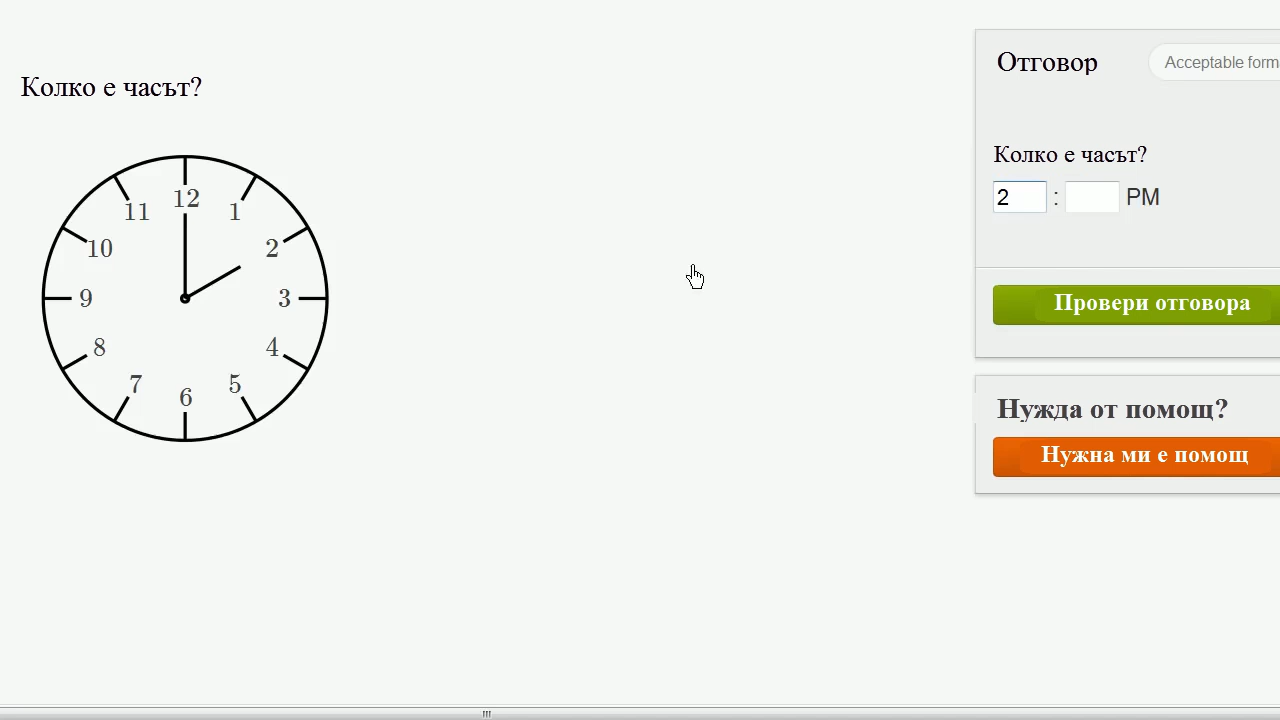 Колко е часът?
12
11
1
10
2
9
3
8
4
7
5
6
Отговор
Acceptable form
Колко е часът?
2 : PM
Провери отговора
Нужда от помощ?
Нужна ми е помощ